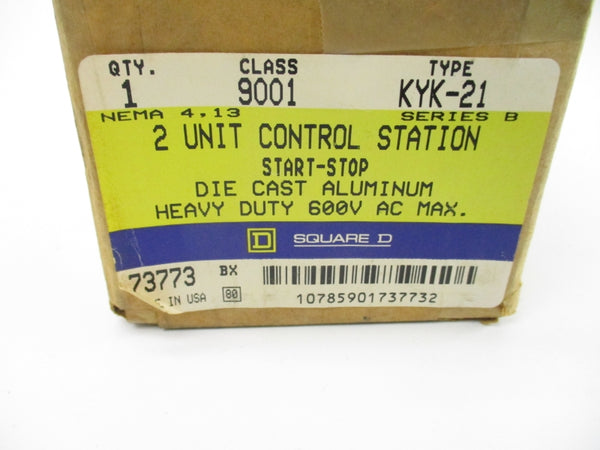 QTY. CLASS TYPE
1 9001 KYK-21
NEMA 4.13 SERIES B
2 UNIT CONTROL STATION
START-STOP
DIE CAST ALUMINUM
HEAVY DUTY 600V AC MAX.
D SQUARE D
73773 BX
IN USA 80
10785901737732